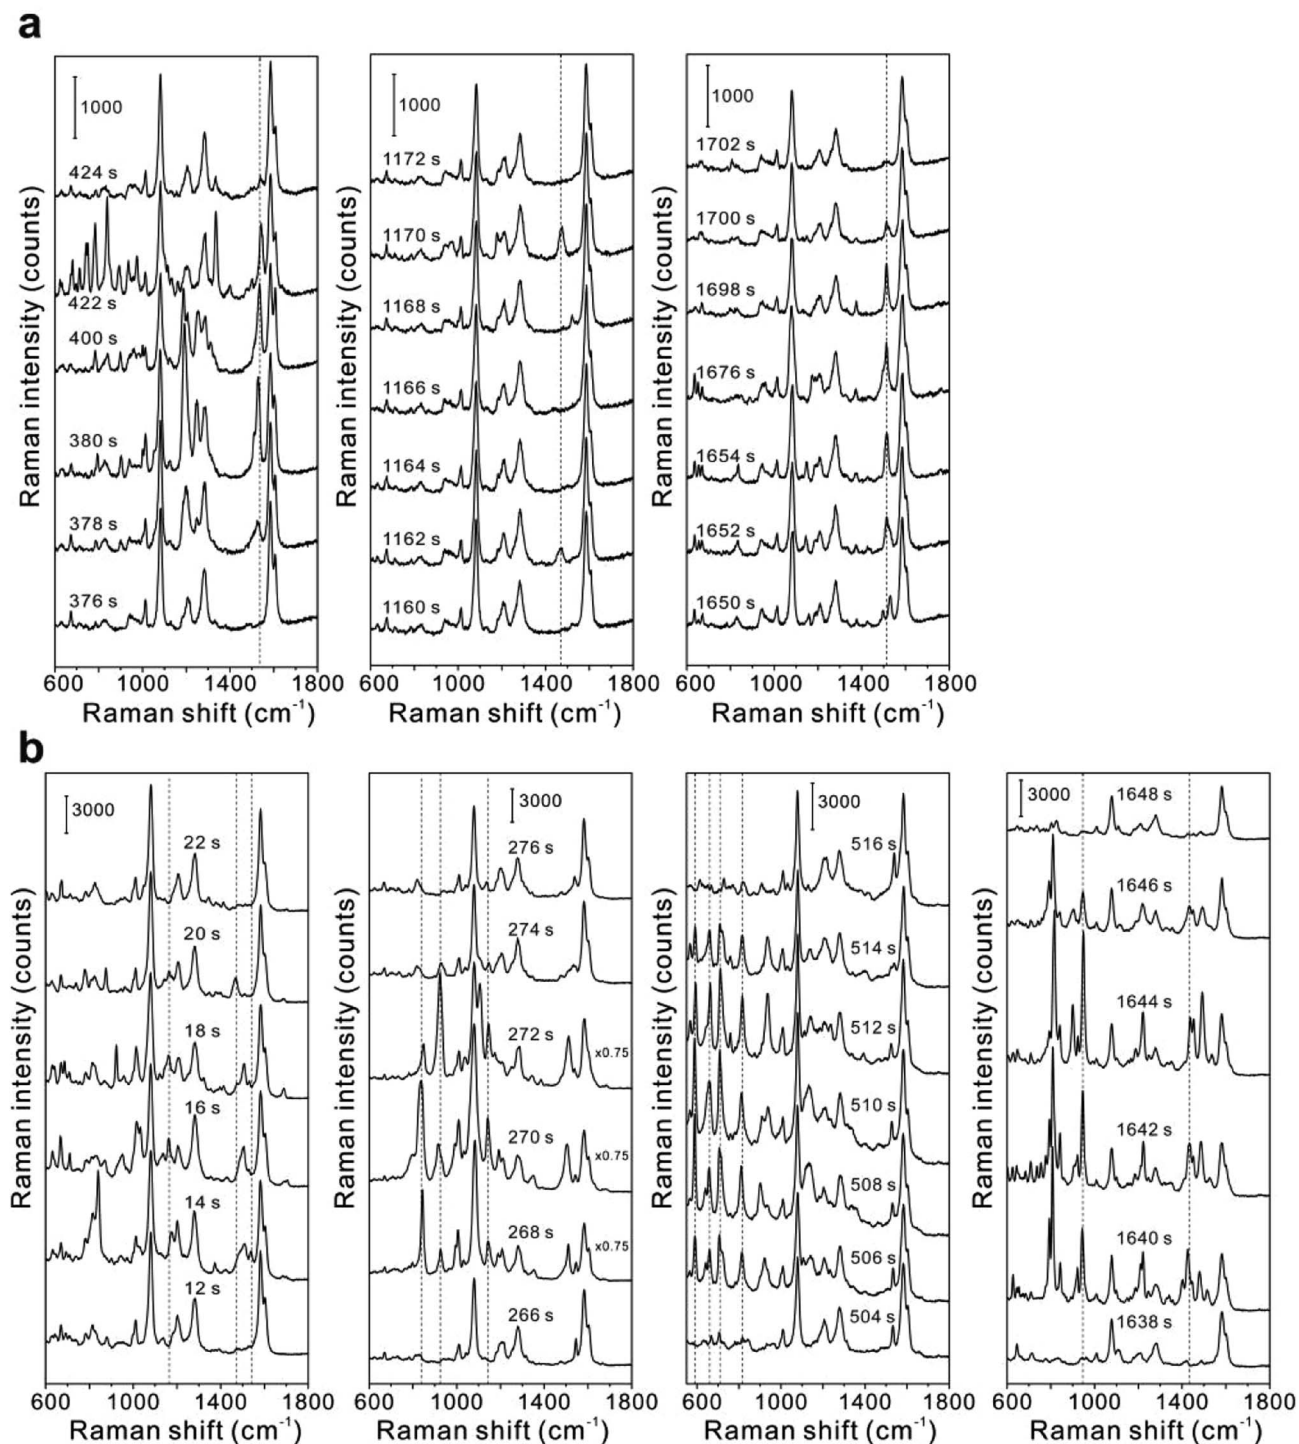 a
1000
424 s
422 s
400 s
380 s
378 s
376 s
Raman intensity (counts)
600 1000 1400 1800
Raman shift (cm⁻¹)
1000
1172 s
1170 s
1168 s
1166 s
1164 s
1162 s
1160 s
Raman intensity (counts)
600 1000 1400 1800
Raman shift (cm⁻¹)
1000
1702 s
1700 s
1698 s
1676 s
1654 s
1652 s
1650 s
Raman intensity (counts)
600 1000 1400 1800
Raman shift (cm⁻¹)
b
3000
22 s
20 s
18 s
16 s
14 s
12 s
Raman intensity (counts)
600 1000 1400 1800
Raman shift (cm⁻¹)
3000
276 s
274 s
272 s
x0.75
270 s
x0.75
268 s
x0.75
266 s
Raman intensity (counts)
600 1000 1400 1800
Raman shift (cm⁻¹)
3000
516 s
514 s
512 s
510 s
508 s
506 s
504 s
Raman intensity (counts)
600 1000 1400 1800
Raman shift (cm⁻¹)
3000
1648 s
1646 s
1644 s
1642 s
1640 s
1638 s
Raman intensity (counts)
600 1000 1400 1800
Raman shift (cm⁻¹)